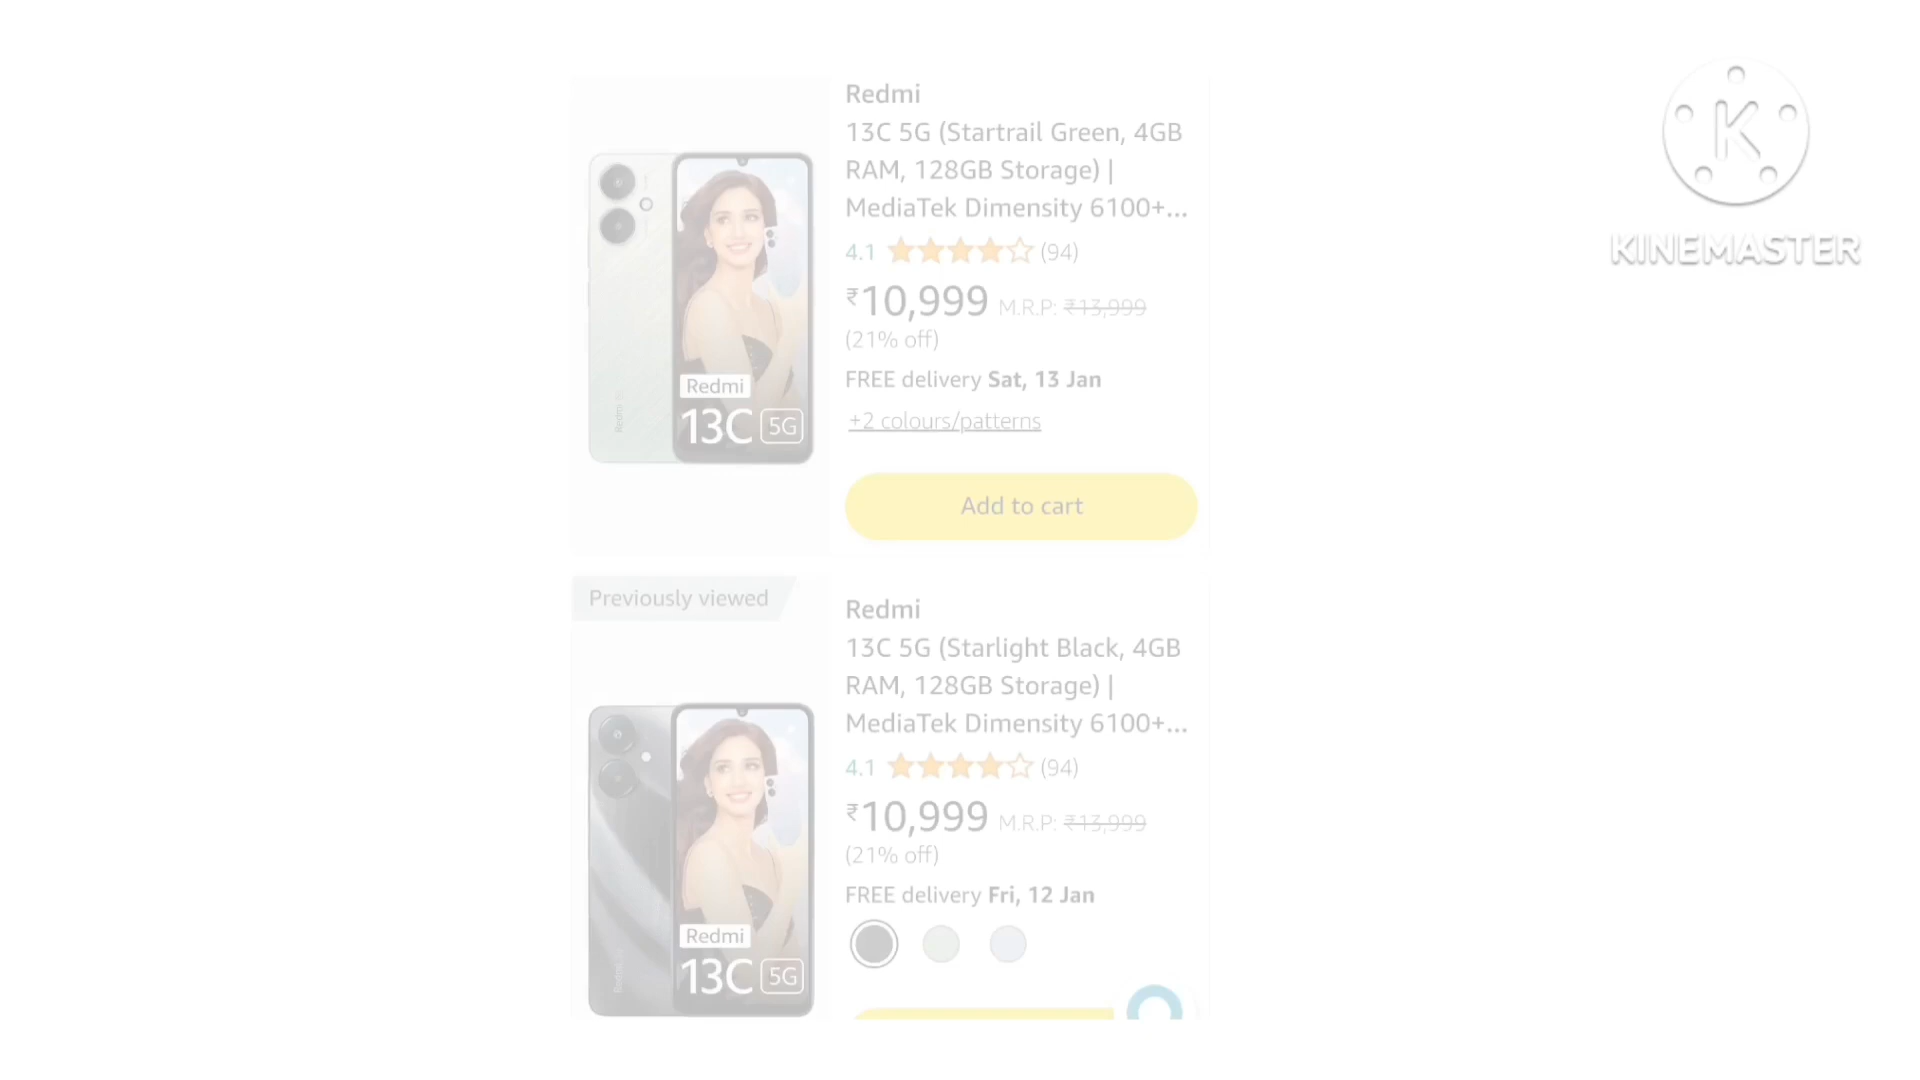 Redmi
13C 5G (Startrail Green, 4GB
RAM, 128GB Storage) |
MediaTek Dimensity 6100+...
4.1 (94)
₹10,999 M.R.P: ₹13,999
(21% off)
FREE delivery Sat, 13 Jan
+2 colours/patterns
Add to cart
Redmi
13C 5G
Previously viewed
Redmi
13C 5G (Starlight Black, 4GB
RAM, 128GB Storage) |
MediaTek Dimensity 6100+...
4.1 (94)
₹10,999 M.R.P: ₹13,999
(21% off)
FREE delivery Fri, 12 Jan
Redmi
13C 5G
K
KINEMASTER